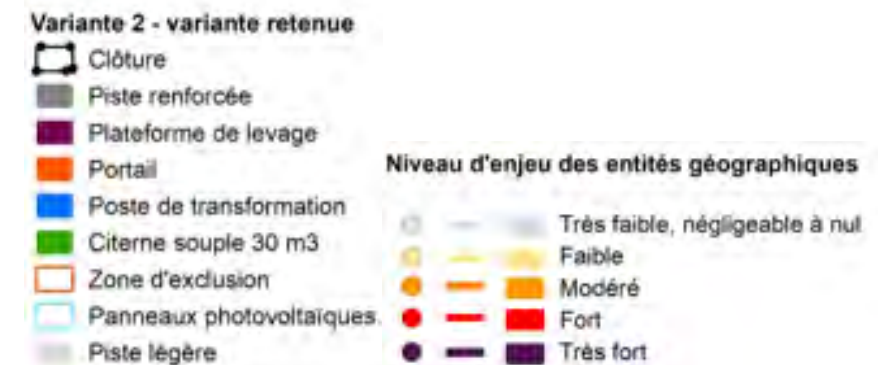 Variante 2 - variante retenue
Clôture
Piste renforcée
Plateforme de levage
Portail
Poste de transformation
Citerne souple 30 m3
Zone d'exclusion
Panneaux photovoltaïques
Piste légère
Niveau d'enjeu des entités géographiques
Très faible, négligeable à nul
Faible
Modéré
Fort
Très fort